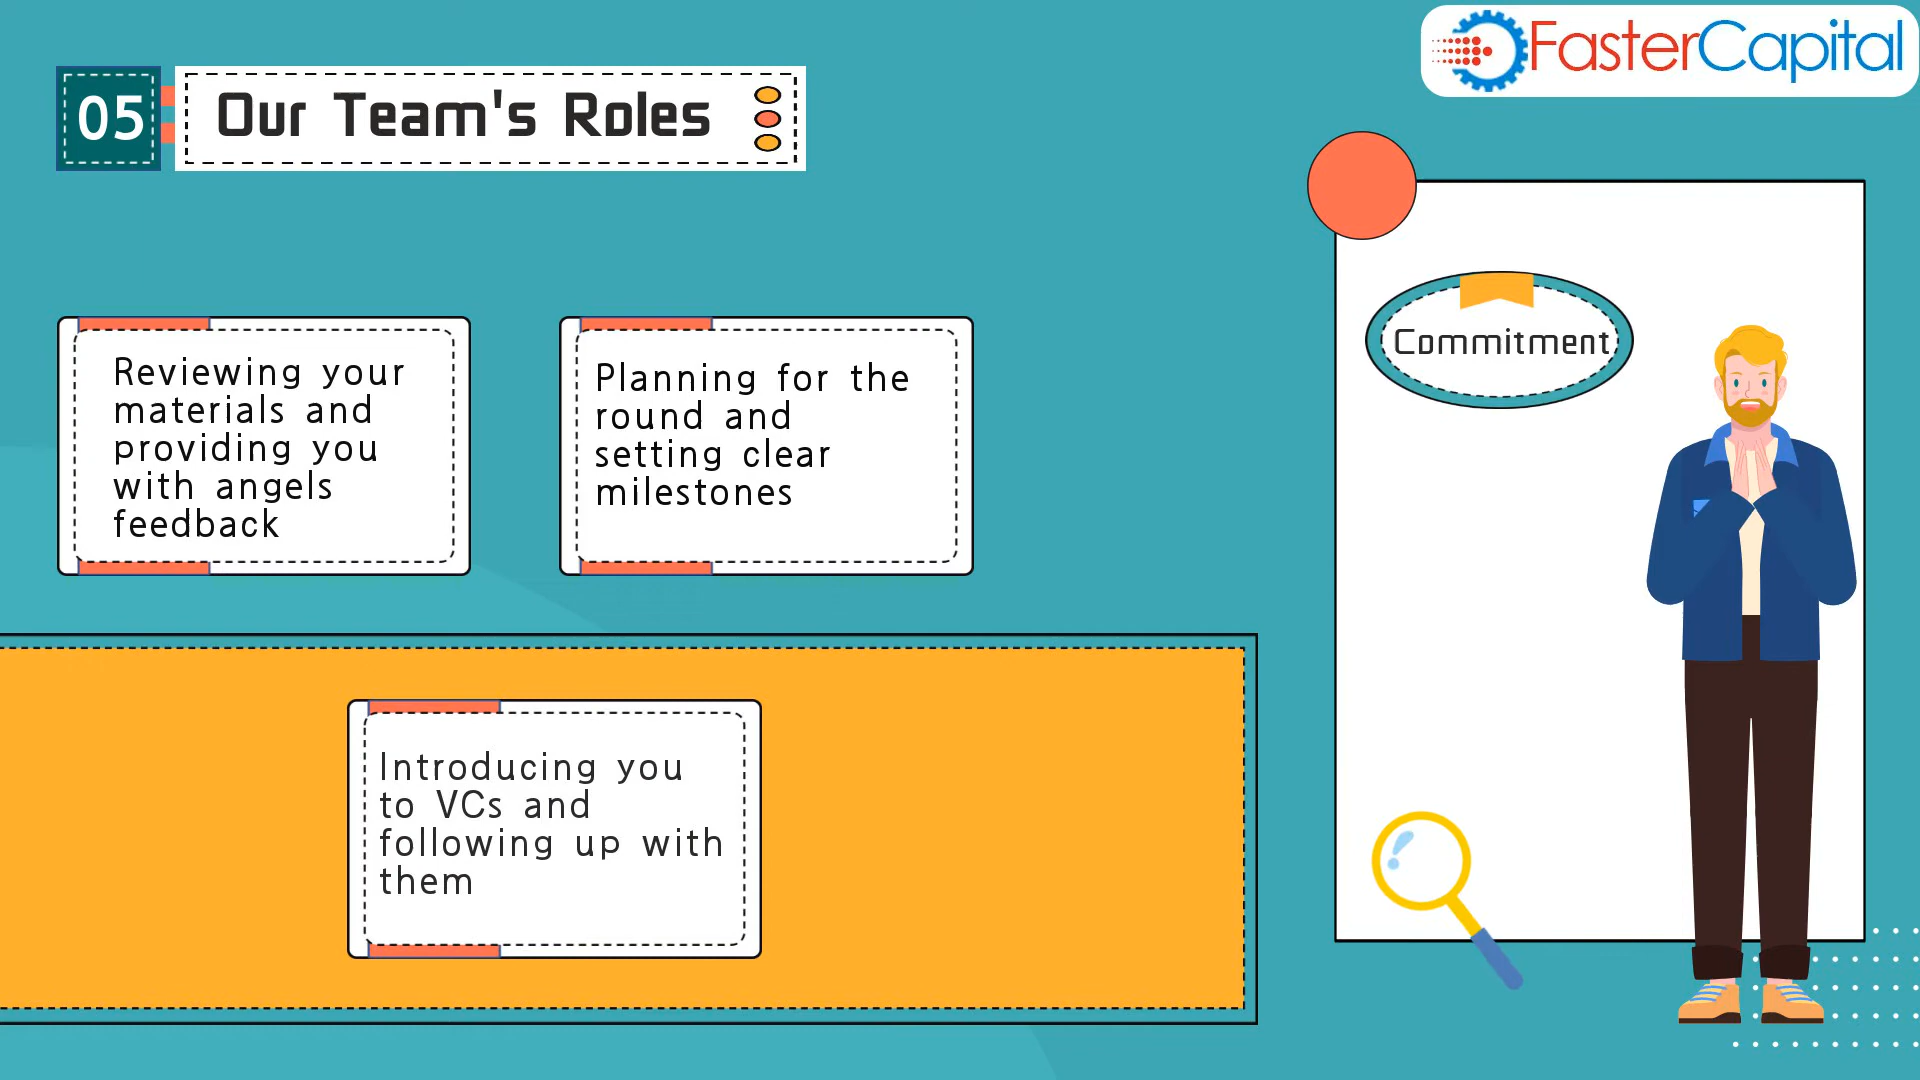 FasterCapital
05
Our Team's Roles
Reviewing your
materials and
providing you
with angels
feedback
Planning for the
round and
setting clear
milestones
Commitment
Introducing you
to VCs and
following up with
them